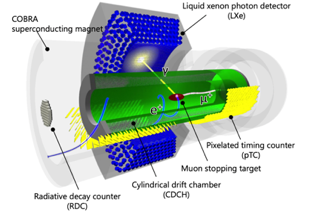 Liquid xenon photon detector
(LXe)
COBRA
superconducting magnet
γ
μ+
e+
Pixelated timing counter
(pTC)
Muon stopping target
Cylindrical drift chamber
(CDCH)
Radiative decay counter
(RDC)